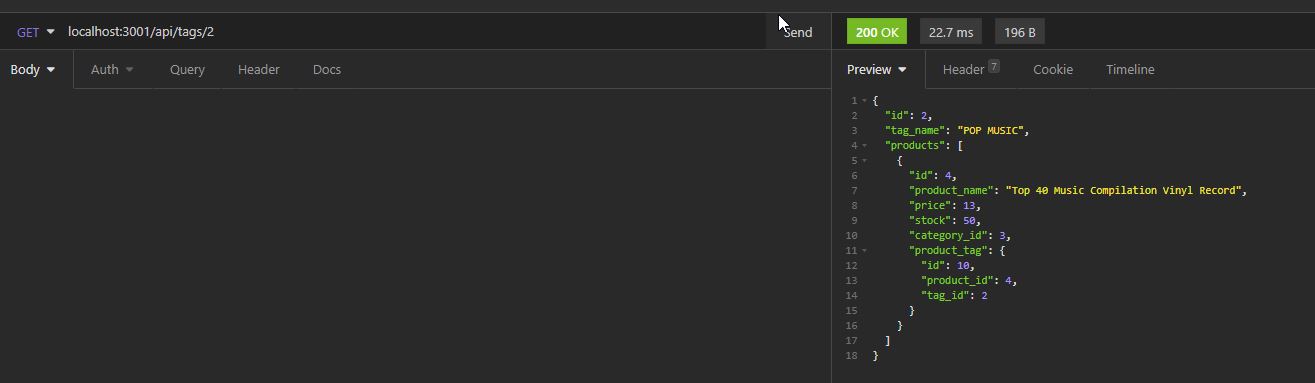 GET localhost:3001/api/tags/2 Send 200 OK 22.7 ms 196 B
Body Auth Query Header Docs Preview Header 7 Cookie Timeline
1 {
2 "id": 2,
3 "tag_name": "POP MUSIC",
4 "products": [
5 {
6 "id": 4,
7 "product_name": "Top 40 Music Compilation Vinyl Record",
8 "price": 13,
9 "stock": 50,
10 "category_id": 3,
11 "product_tag": {
12 "id": 10,
13 "product_id": 4,
14 "tag_id": 2
15 }
16 }
17 ]
18 }